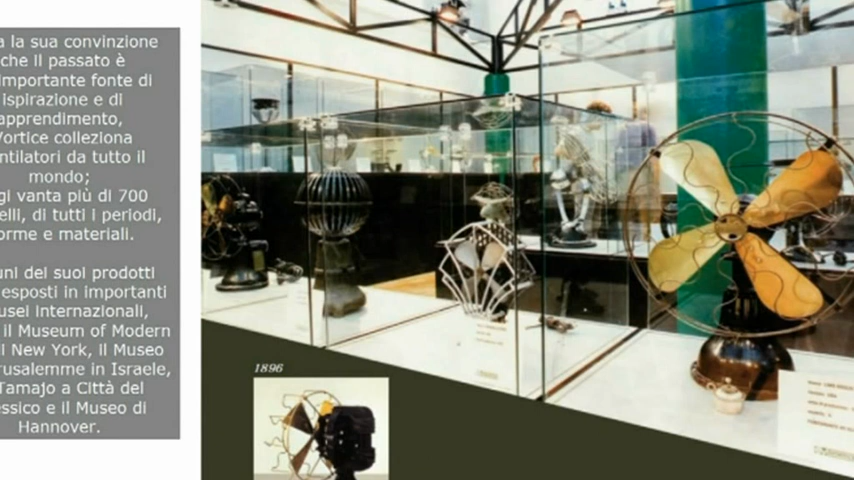 a la sua convinzione
che il passato è
importante fonte di
ispirazione e di
apprendimento,
Vortice colleziona
ntilatori da tutto il
mondo;
gi vanta più di 700
elli, di tutti i periodi,
orme e materiali.
uni dei suoi prodotti
esposti in importanti
usei internazionali,
il Museum of Modern
i New York, il Museo
rusalemme in Israele,
Tamajo a Città del
essico e il Museo di
Hannover.
1896